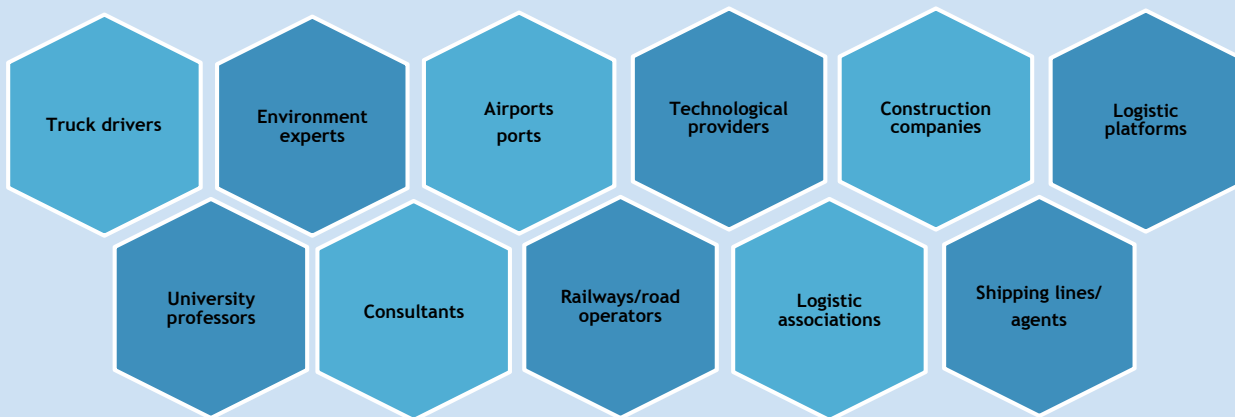 Truck drivers
Environment
experts
Airports
ports
Technological
providers
Construction
companies
Logistic
platforms
University
professors
Consultants
Railways/road
operators
Logistic
associations
Shipping lines/
agents